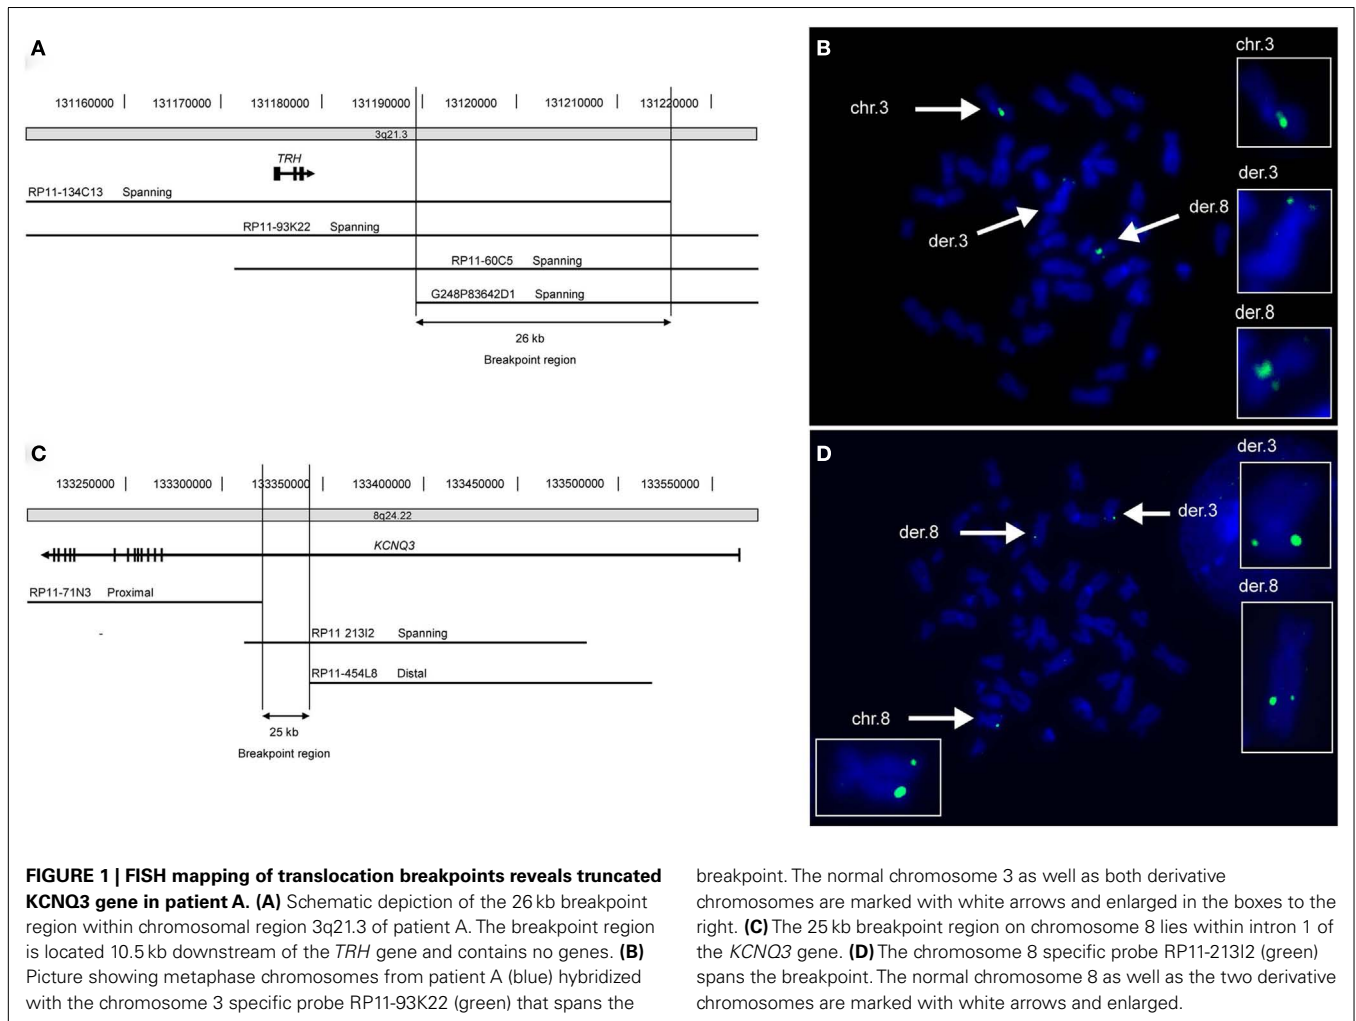 A
131160000 131170000 131180000 131190000 13120000 131210000 131220000
3q21.3
TRH
RP11-134C13 Spanning
RP11-93K22 Spanning
RP11-60C5 Spanning
G248P83642D1 Spanning
26 kb
Breakpoint region
B
chr.3
chr.3
der.3
der.8
der.3
der.8
C
133250000 133300000 133350000 133400000 133450000 133500000 133550000
8q24.22
KCNQ3
RP11-71N3 Proximal
-
RP11 213I2 Spanning
RP11-454L8 Distal
25 kb
Breakpoint region
D
der.3
der.3
der.8
der.8
chr.8
FIGURE 1 | FISH mapping of translocation breakpoints reveals truncated
KCNQ3 gene in patient A. (A) Schematic depiction of the 26 kb breakpoint
region within chromosomal region 3q21.3 of patient A. The breakpoint region
is located 10.5 kb downstream of the TRH gene and contains no genes. (B)
Picture showing metaphase chromosomes from patient A (blue) hybridized
with the chromosome 3 specific probe RP11-93K22 (green) that spans the
breakpoint. The normal chromosome 3 as well as both derivative
chromosomes are marked with white arrows and enlarged in the boxes to the
right. (C) The 25 kb breakpoint region on chromosome 8 lies within intron 1 of
the KCNQ3 gene. (D) The chromosome 8 specific probe RP11-213I2 (green)
spans the breakpoint. The normal chromosome 8 as well as the two derivative
chromosomes are marked with white arrows and enlarged.